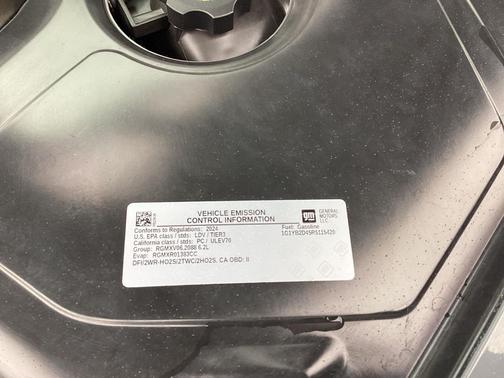 VEHICLE EMISSION
CONTROL INFORMATION
gm
GENERAL
MOTORS
LLC
Conforms to Regulations: 2024
Fuel: Gasoline
U.S. EPA class / stds: LDV / TIER3
1G1YB2D45R5115420
California class / stds: PC / ULEV70
Group: RGMXV06.2088 6.2L
Evap: RGMXR01383CC
DFI/2WR-HO2S/2TWC/2HO2S, CA OBD: II